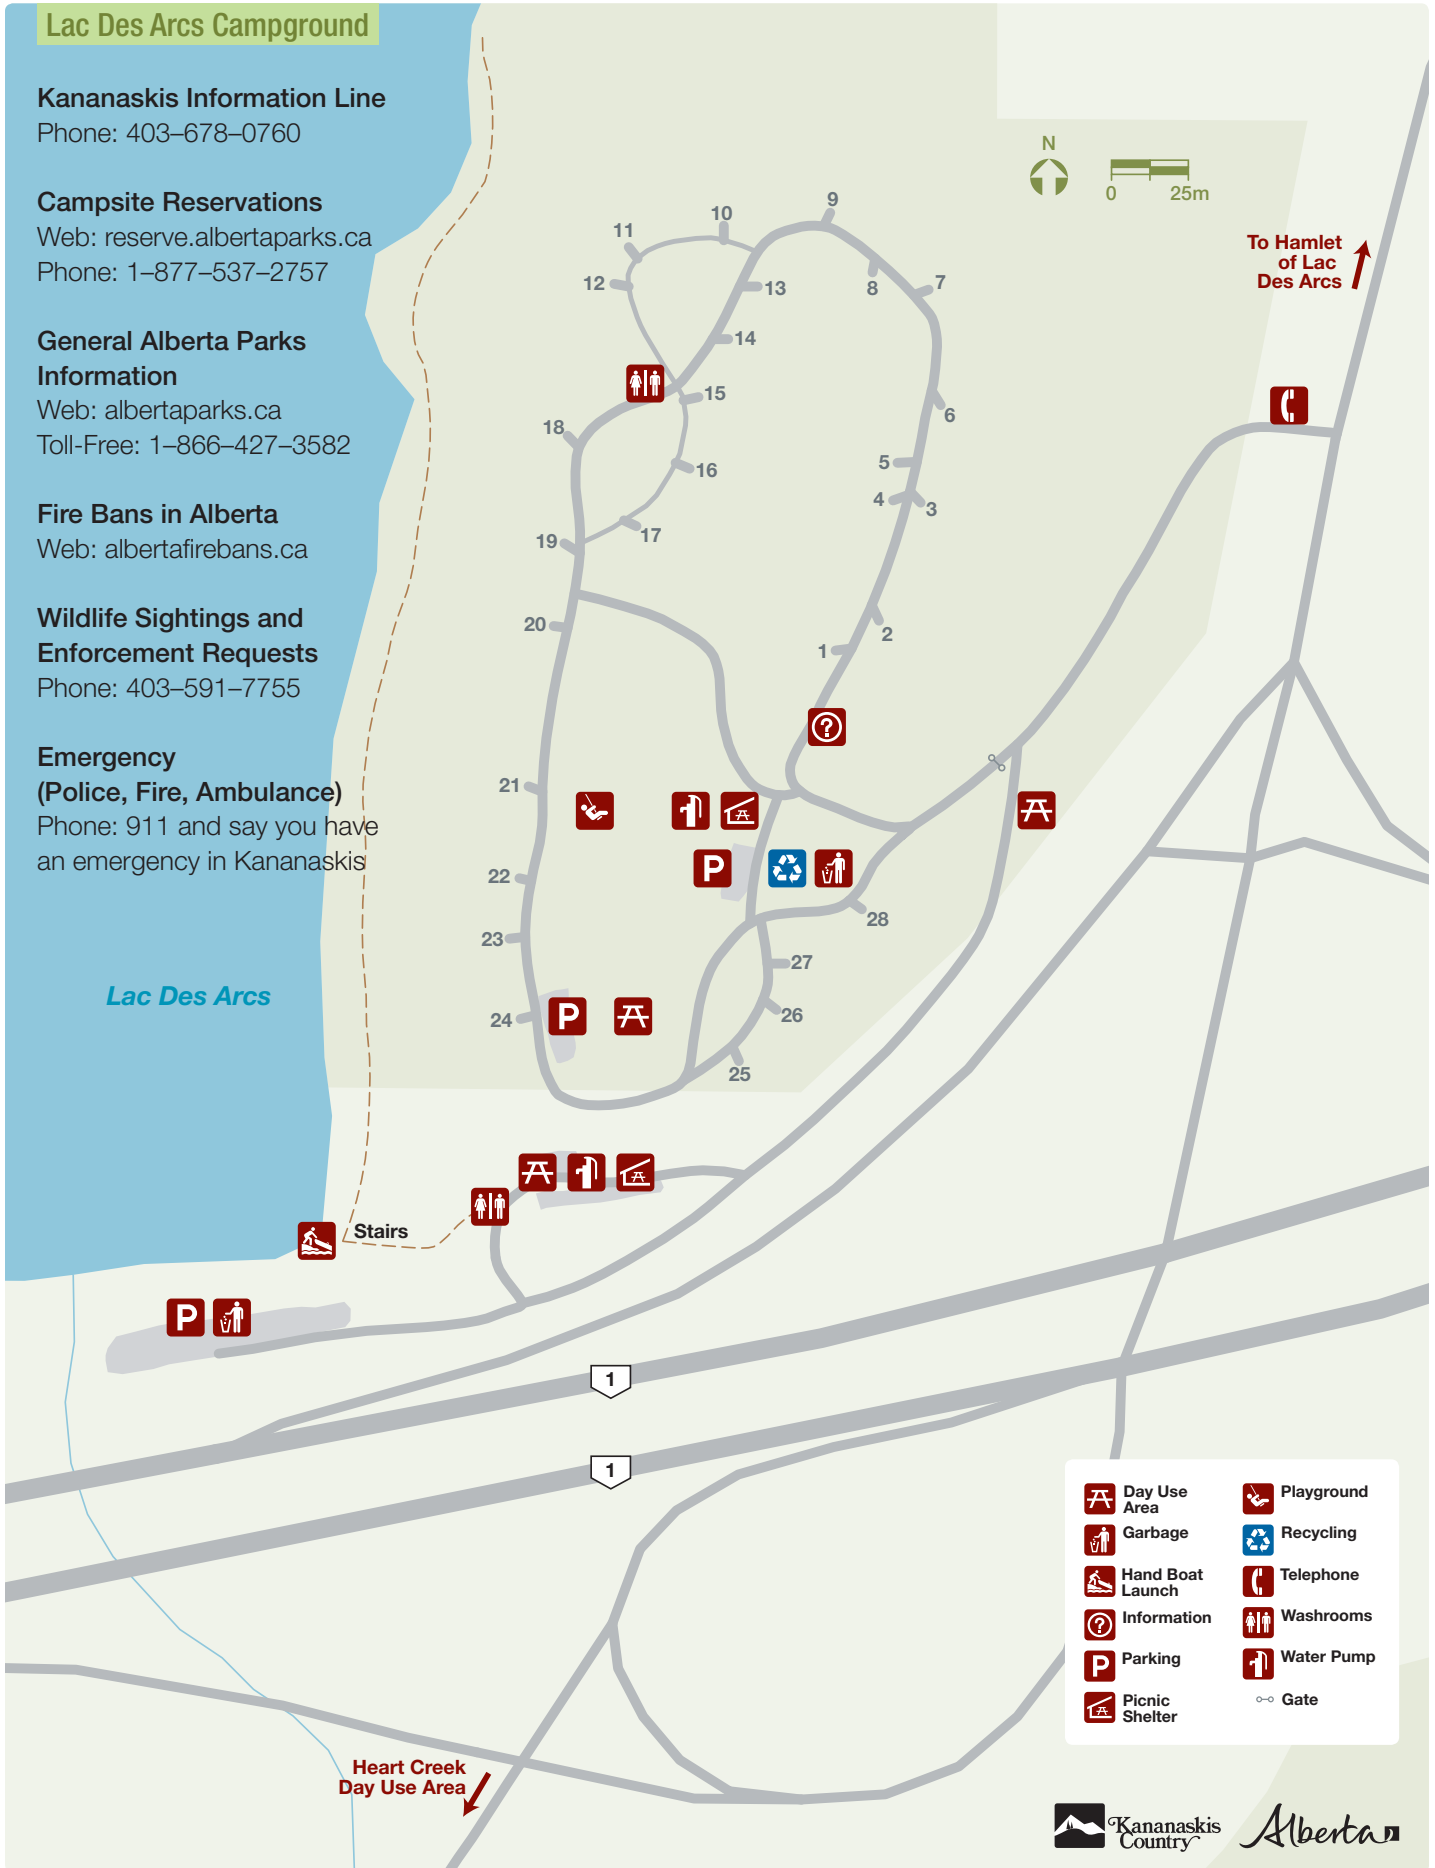 Lac Des Arcs Campground
Kananaskis Information Line
Phone: 403–678–0760
Campsite Reservations
Web: reserve.albertaparks.ca
Phone: 1–877–537–2757
General Alberta Parks
Information
Web: albertaparks.ca
Toll-Free: 1–866–427–3582
Fire Bans in Alberta
Web: albertafirebans.ca
Wildlife Sightings and
Enforcement Requests
Phone: 403–591–7755
Emergency
(Police, Fire, Ambulance)
Phone: 911 and say you have
an emergency in Kananaskis
Lac Des Arcs
N
0 25m
To Hamlet
of Lac
Des Arcs
9
10
11
12
13
8
7
14
15
6
18
16
5
4
3
17
19
20
2
1
?
21
P
22
28
23
27
24
P
26
25
Stairs
P
1
1
Day Use
Area
Garbage
Hand Boat
Launch
?
Information
P
Parking
Picnic
Shelter
Playground
Recycling
Telephone
Washrooms
Water Pump
Gate
Heart Creek
Day Use Area
Kananaskis
Country
Alberta